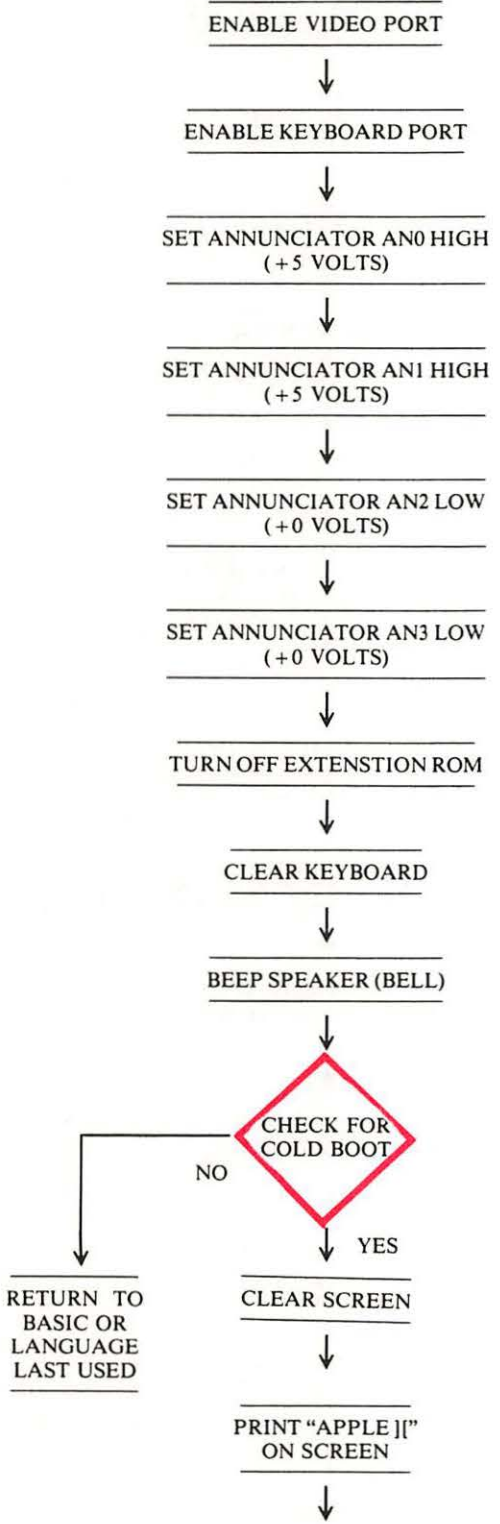 ENABLE VIDEO PORT
ENABLE KEYBOARD PORT
SET ANNUNCIATOR AN0 HIGH
(+5 VOLTS)
SET ANNUNCIATOR AN1 HIGH
(+5 VOLTS)
SET ANNUNCIATOR AN2 LOW
(+0 VOLTS)
SET ANNUNCIATOR AN3 LOW
(+0 VOLTS)
TURN OFF EXTENSTION ROM
CLEAR KEYBOARD
BEEP SPEAKER (BELL)
CHECK FOR
COLD BOOT
NO
YES
RETURN TO
BASIC OR
LANGUAGE
LAST USED
CLEAR SCREEN
PRINT “APPLE ][”
ON SCREEN